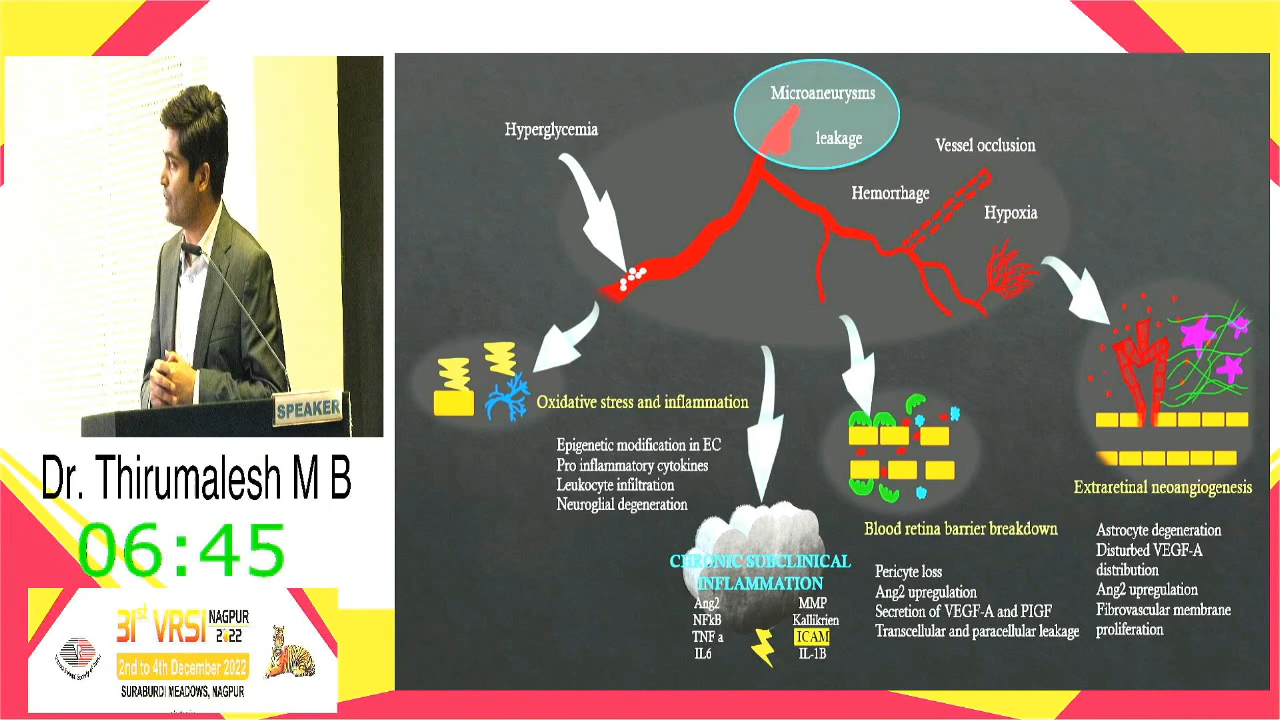 SPEAKER
Dr. Thirumalesh M B
06:45
31st VRSI NAGPUR
2022
2nd to 4th December 2022
SURABURDI MEADOWS, NAGPUR
Microaneurysms
leakage
Hyperglycemia
Vessel occlusion
Hemorrhage
Hypoxia
Oxidative stress and inflammation
Epigenetic modification in EC
Pro inflammatory cytokines
Leukocyte infiltration
Neuroglial degeneration
CHRONIC SUBCLINICAL
INFLAMMATION
Ang2
NFkB
TNF a
IL6
MMP
Kallikrien
ICAM
IL-1B
Blood retina barrier breakdown
Pericyte loss
Ang2 upregulation
Secretion of VEGF-A and PIGF
Transcellular and paracellular leakage
Extraretinal neoangiogenesis
Astrocyte degeneration
Disturbed VEGF-A
distribution
Ang2 upregulation
Fibrovascular membrane
proliferation